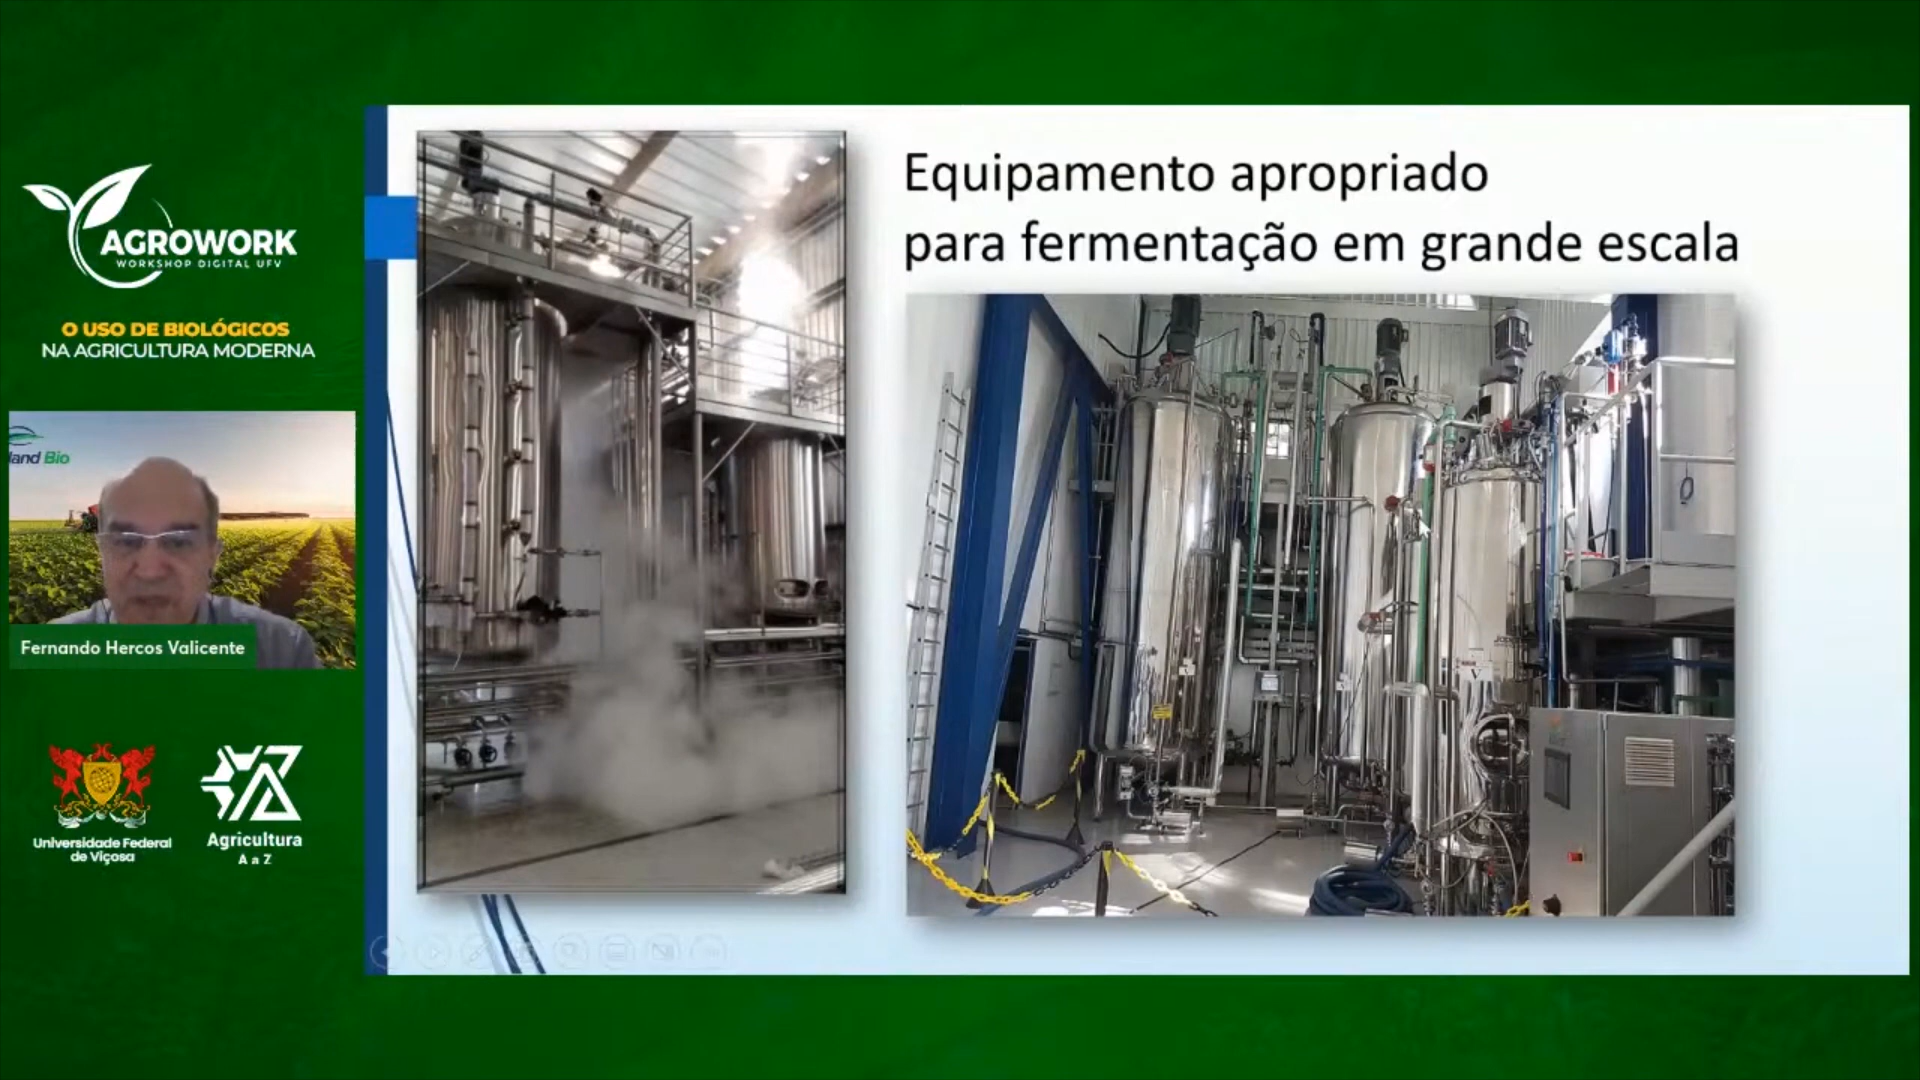 AGROWORK
WORKSHOP DIGITAL UFV
O USO DE BIOLÓGICOS
NA AGRICULTURA MODERNA
Bio
Fernando Hercos Valicente
Universidade Federal
de Viçosa
Agricultura
A a Z
Equipamento apropriado
para fermentação em grande escala